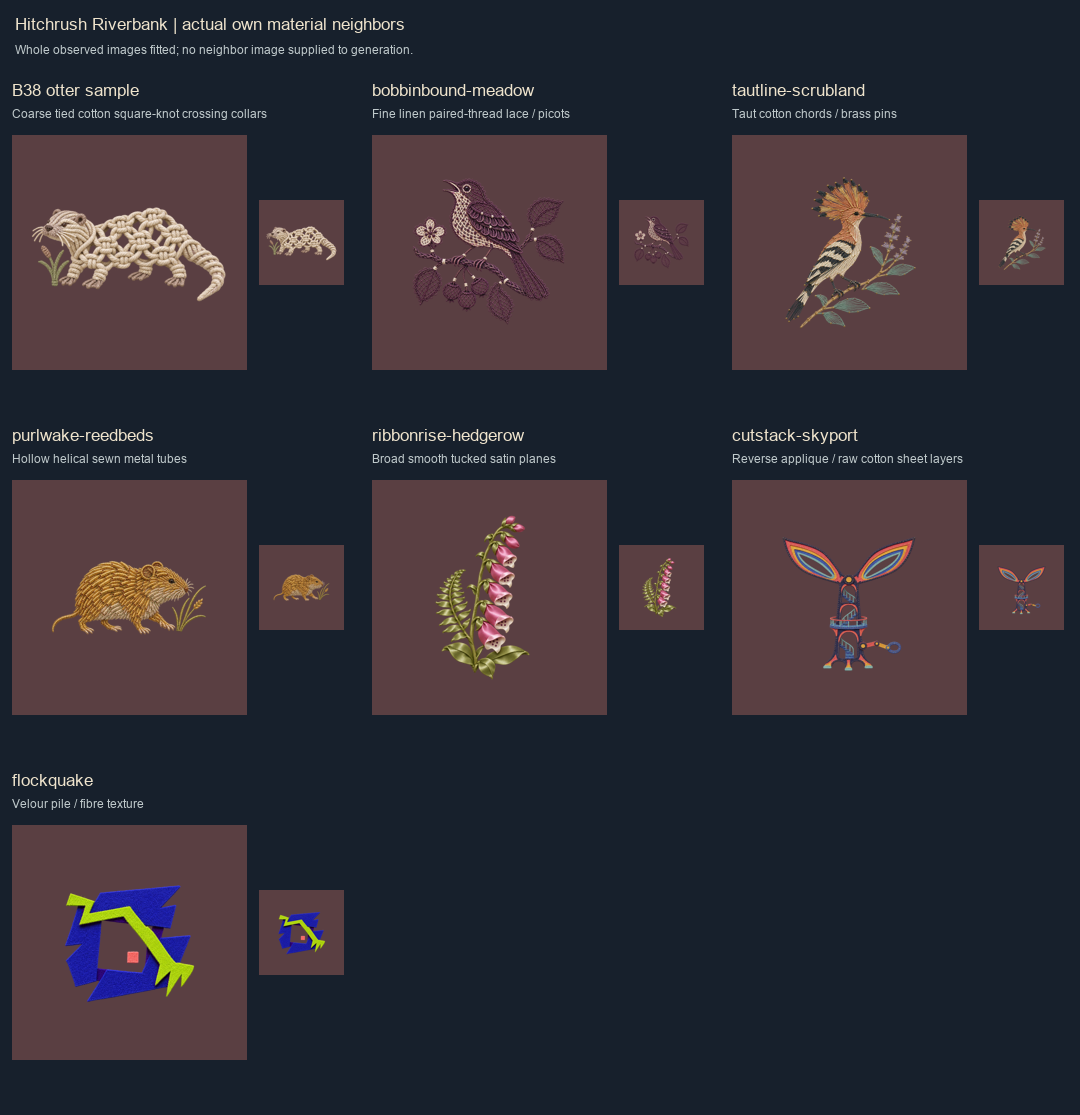 Hitchrush Riverbank | actual own material neighbors
Whole observed images fitted; no neighbor image supplied to generation.
B38 otter sample
Coarse tied cotton square-knot crossing collars
bobbinbound-meadow
Fine linen paired-thread lace / picots
tautline-scrubland
Taut cotton chords / brass pins
purlwake-reedbeds
Hollow helical sewn metal tubes
ribbonrise-hedgerow
Broad smooth tucked satin planes
cutstack-skyport
Reverse applique / raw cotton sheet layers
flockquake
Velour pile / fibre texture